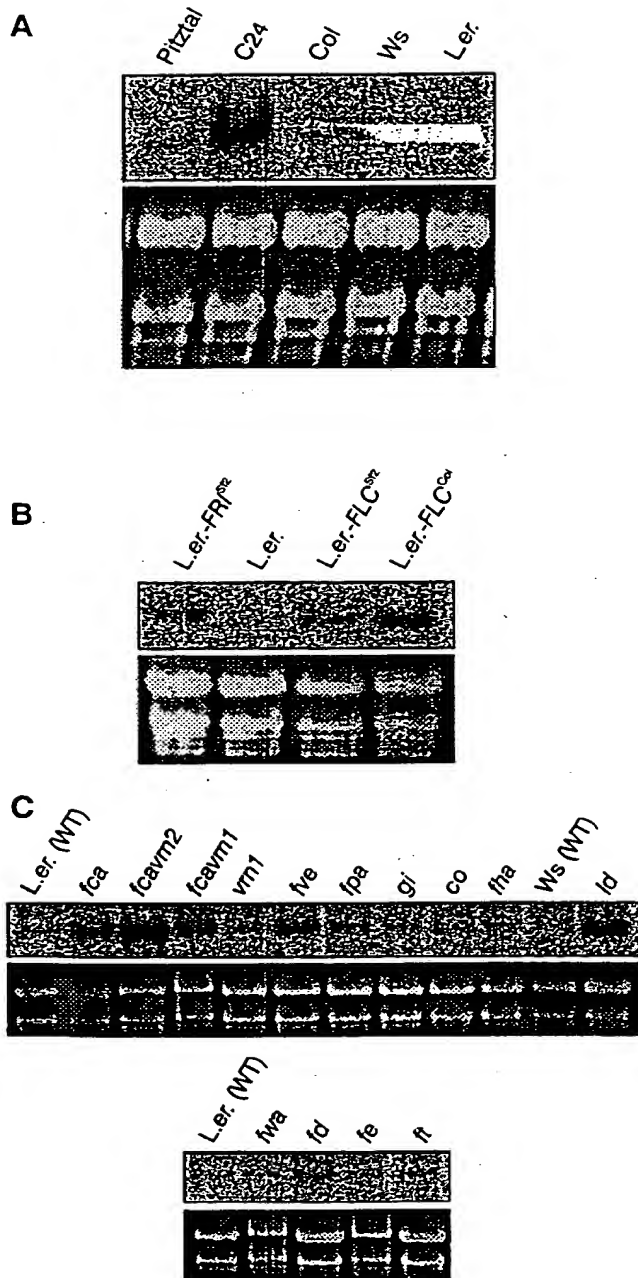 A
Pitztal C24 Col Ws L.er.
B
L.er.-FRI^Sf2 L.er. L.er.-FLC^Sf2 L.er.-FLC^Col
C
L.er. (WT) fca fcavrn2 fcavrn1 vrn1 fve fpa gi co fha Ws (WT) ld
L.er. (WT) fwa fd fe ft